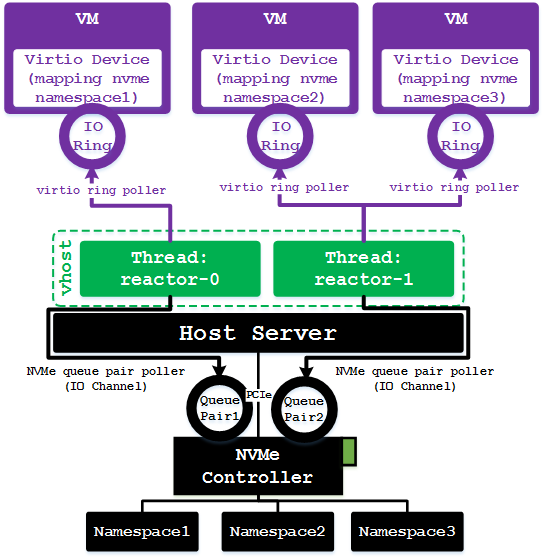 VM
VM
VM
Virtio Device
(mapping nvme
namespace1)
Virtio Device
(mapping nvme
namespace2)
Virtio Device
(mapping nvme
namespace3)
IO
Ring
IO
Ring
IO
Ring
virtio ring poller
virtio ring poller
virtio ring poller
vhost
Thread:
reactor-0
Thread:
reactor-1
Host Server
NVMe queue pair poller
(IO Channel)
NVMe queue pair poller
(IO Channel)
Queue
Pair1
PCIe
Queue
Pair2
NVMe
Controller
Namespace1
Namespace2
Namespace3